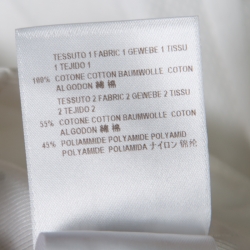 TESSUTO 1 FABRIC 1 GEWEBE 1 TISSU
1 TEJIDO 1
100% COTONE COTTON BAUMWOLLE COTON
ALGODON 綿 棉
TESSUTO 2 FABRIC 2 GEWEBE 2 TISSU
2 TEJIDO 2
55% COTONE COTTON BAUMWOLLE COTON
ALGODON 綿 棉
45% POLIAMMIDE POLYAMIDE POLYAMID
POLYAMIDE POLIAMIDA ナイロン 锦纶